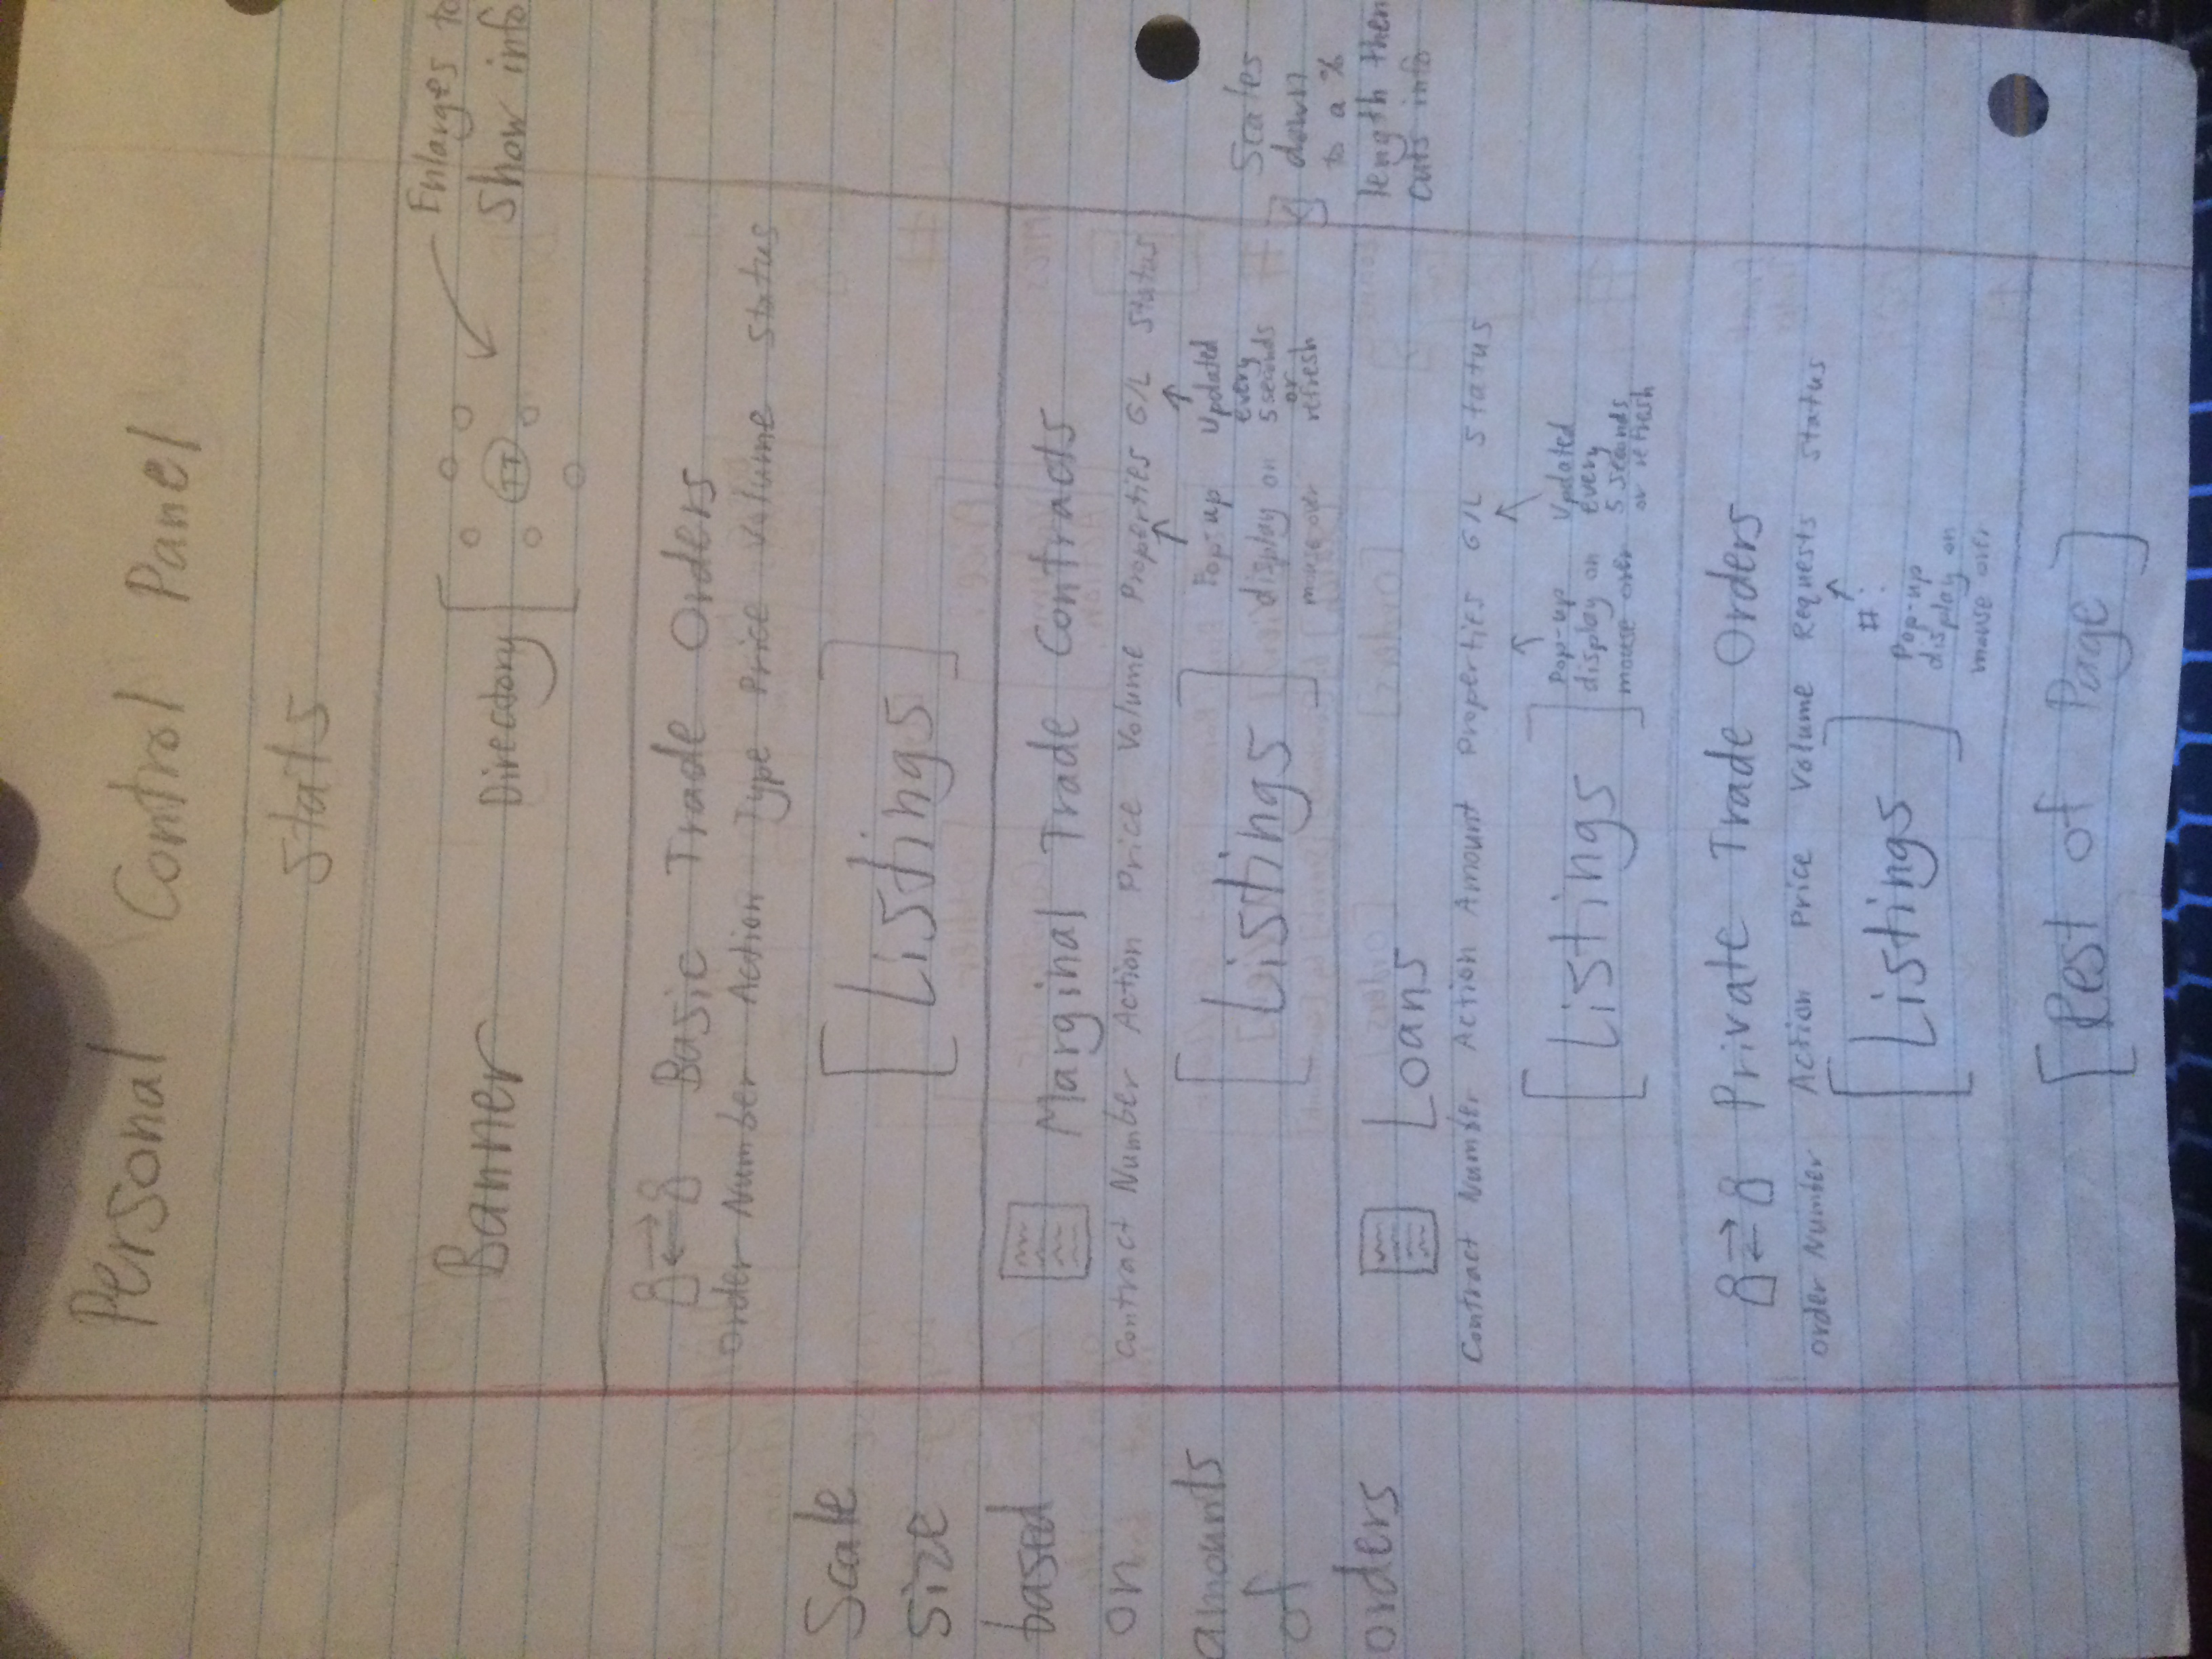 Personal Control Panel
Stats
Banner
Directory
TT
Enlarges to
Show info
Basic Trade Orders
Order Number Action Type Price Volume Status
[Listings]
Scale
size
based
on
amounts
of
orders
Marginal Trade Contracts
Contract Number Action Price Volume Properties G/L Status
[Listings]
Pop-up
display on
mouse over
Updated
every
5 seconds
or
refresh
Scales
down
to a %
length then
cuts info
Loans
Contract Number Action Amount Properties G/L Status
[Listings]
Pop-up
display on
mouse over
Updated
every
5 seconds
or refresh
Private Trade Orders
Order Number Action Price Volume Requests Status
[Listings]
#:
Pop-up
display on
mouse over
[Rest of Page]